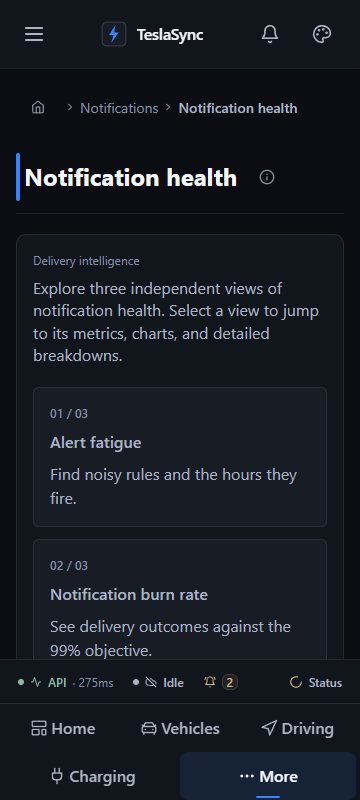 TeslaSync
Notifications Notification health
Notification health
Delivery intelligence
Explore three independent views of
notification health. Select a view to jump
to its metrics, charts, and detailed
breakdowns.
01 / 03
Alert fatigue
Find noisy rules and the hours they
fire.
02 / 03
Notification burn rate
See delivery outcomes against the
99% objective.
API · 275ms Idle 2 Status
Home Vehicles Driving
Charging More